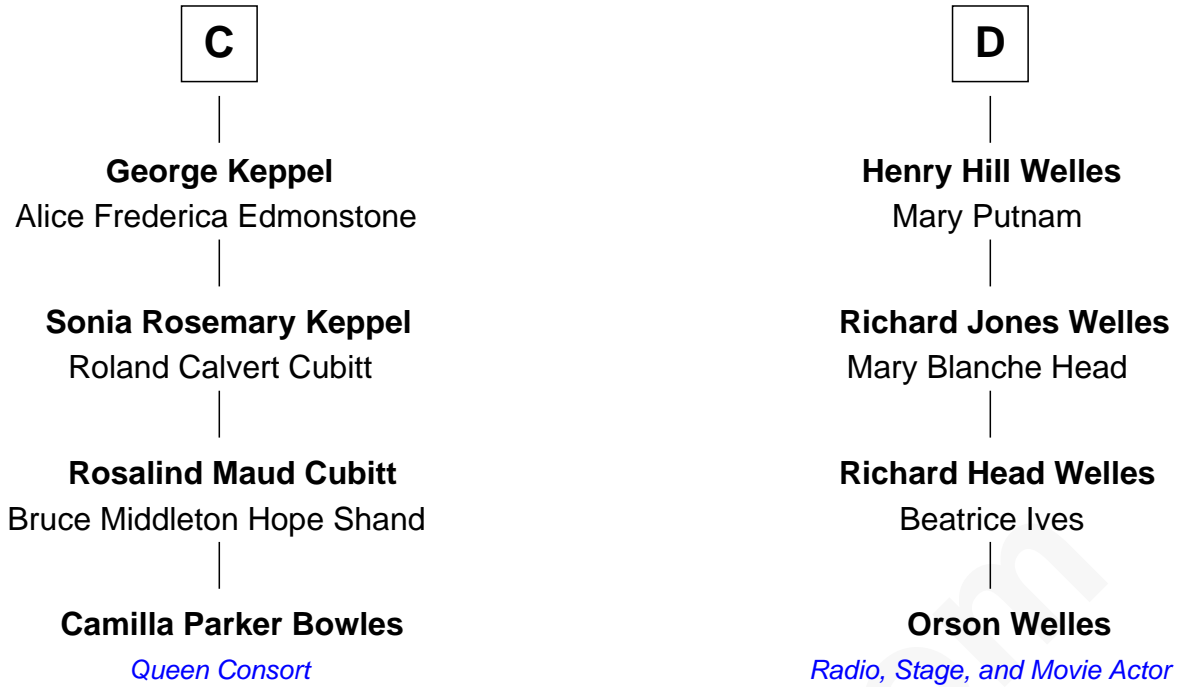 C
George Keppel
Alice Frederica Edmonstone
Sonia Rosemary Keppel
Roland Calvert Cubitt
Rosalind Maud Cubitt
Bruce Middleton Hope Shand
Camilla Parker Bowles
Queen Consort
D
Henry Hill Welles
Mary Putnam
Richard Jones Welles
Mary Blanche Head
Richard Head Welles
Beatrice Ives
Orson Welles
Radio, Stage, and Movie Actor